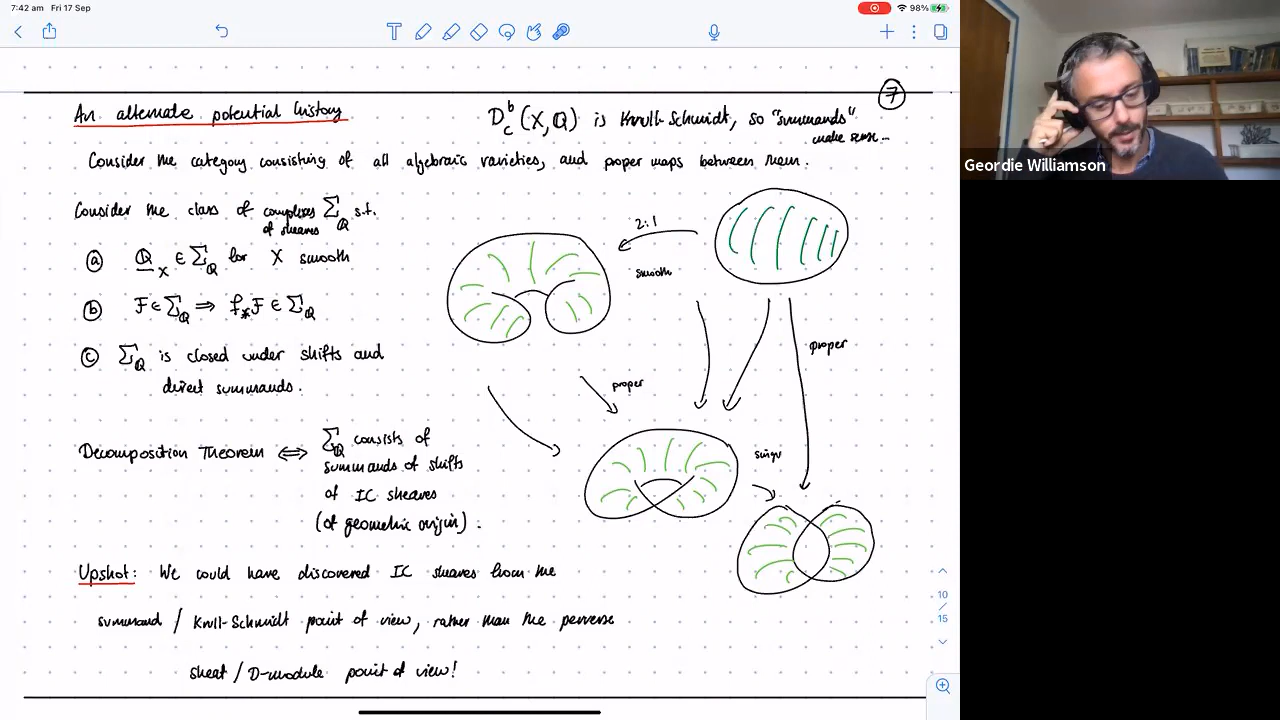 7:42 am Fri 17 Sep
98%
7
An alternate potential history
D_c^b(X, ℚ) is Krull-Schmidt, so "summands" make sense...
Consider the category consisting of all algebraic varieties, and proper maps between them.
Consider the class of complexes of sheaves Σ_ℚ s.t.
(a) ℚ_X ∈ Σ_ℚ for X smooth
(b) F ∈ Σ_ℚ ⇒ f_* F ∈ Σ_ℚ
(c) Σ_ℚ is closed under shifts and
direct summands.
Decomposition Theorem ⟺ Σ_ℚ consists of
summands of shifts
of IC sheaves
(of geometric origin).
Upshot: We could have discovered IC sheaves from the
summand / Krull-Schmidt point of view, rather than the perverse
sheaf / D-module point of view!
2:1
smooth
proper
proper
singu
10
/
15
Geordie Williamson